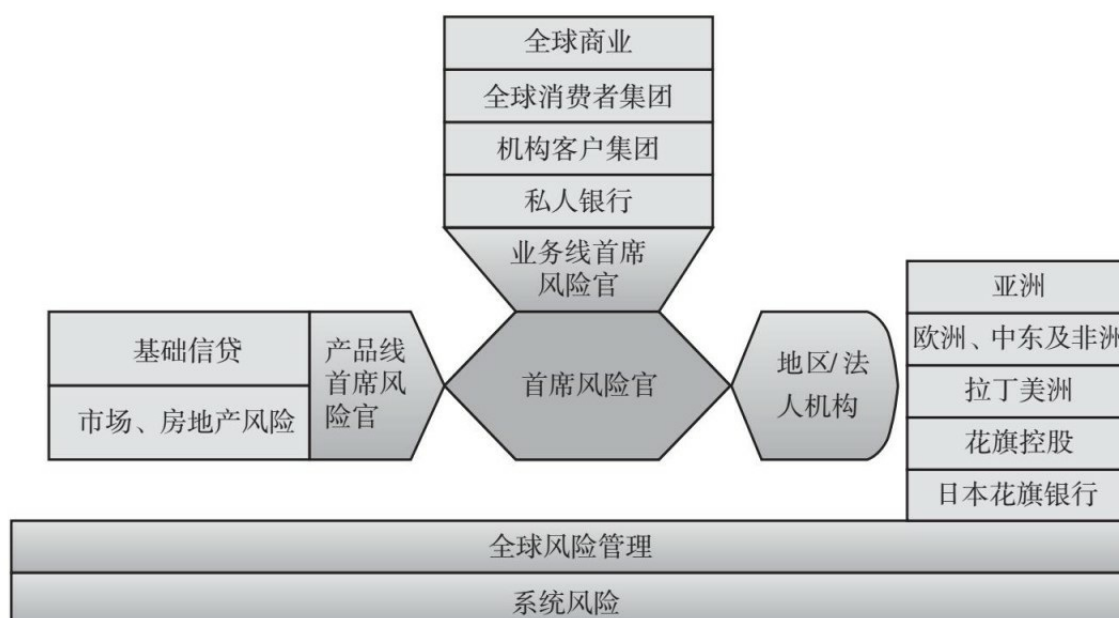 全球商业
全球消费者集团
机构客户集团
私人银行
业务线首席
风险官
基础信贷
市场、房地产风险
产品线
首席风
险官
首席风险官
地区/法
人机构
亚洲
欧洲、中东及非洲
拉丁美洲
花旗控股
日本花旗银行
全球风险管理
系统风险